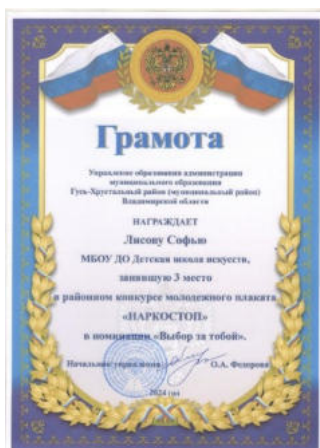 Грамота
Управление образования администрации
муниципального образования
Гусь-Хрустальный район (муниципальный район)
Владимирской области
НАГРАЖДАЕТ
Лисову Софью
МБОУ ДО Детская школа искусств,
занявшую 3 место
в районном конкурсе молодежного плаката
«НАРКОСТОП»
в номинации «Выбор за тобой».
Начальник управления О.А. Федорова
2024 год